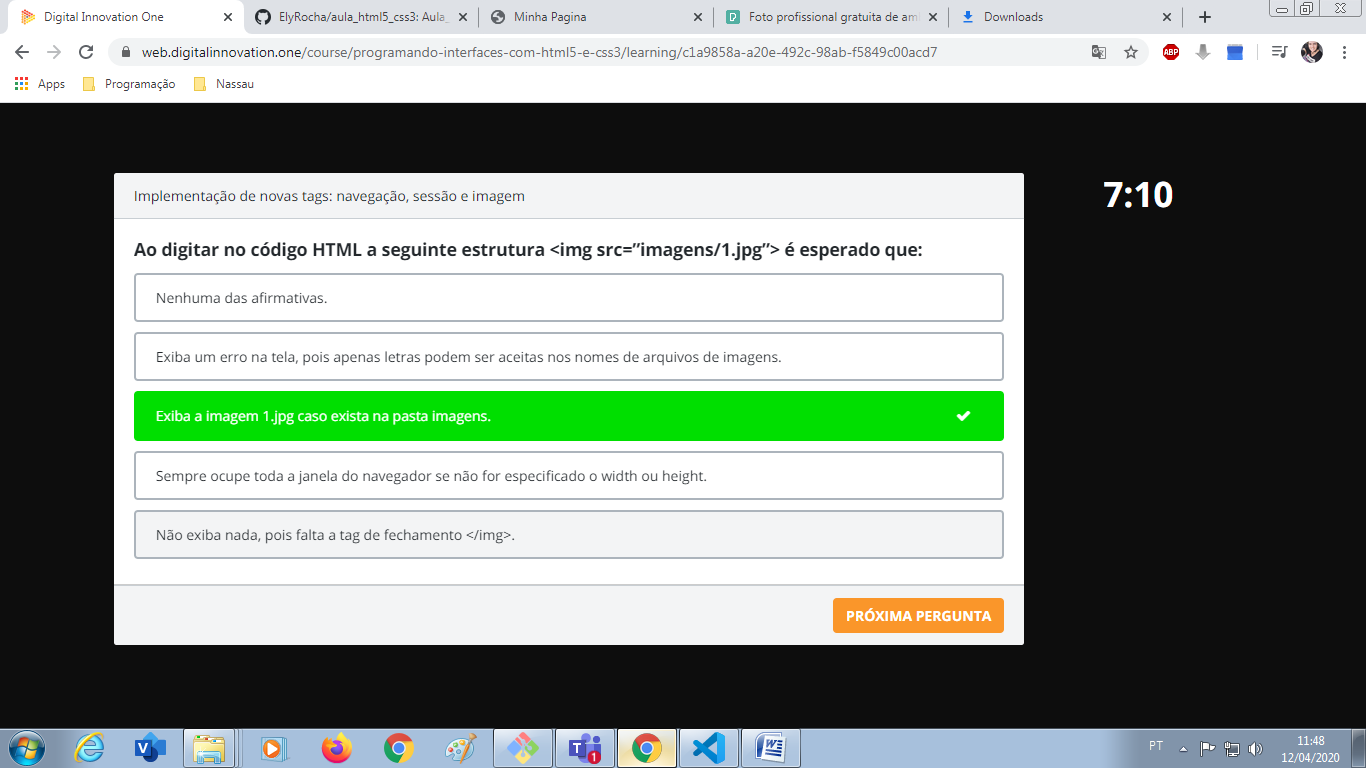 Digital Innovation One
ElyRocha/aula_html5_css3: Aula_
Minha Pagina
Foto profissional gratuita de aml
Downloads
web.digitalinnovation.one/course/programando-interfaces-com-html5-e-css3/learning/c1a9858a-a20e-492c-98ab-f5849c00acd7
ABP
Apps
Programação
Nassau
Implementação de novas tags: navegação, sessão e imagem
7:10
Ao digitar no código HTML a seguinte estrutura <img src=”imagens/1.jpg”> é esperado que:
Nenhuma das afirmativas.
Exiba um erro na tela, pois apenas letras podem ser aceitas nos nomes de arquivos de imagens.
Exiba a imagem 1.jpg caso exista na pasta imagens.
Sempre ocupe toda a janela do navegador se não for especificado o width ou height.
Não exiba nada, pois falta a tag de fechamento </img>.
PRÓXIMA PERGUNTA
PT
11:48
12/04/2020